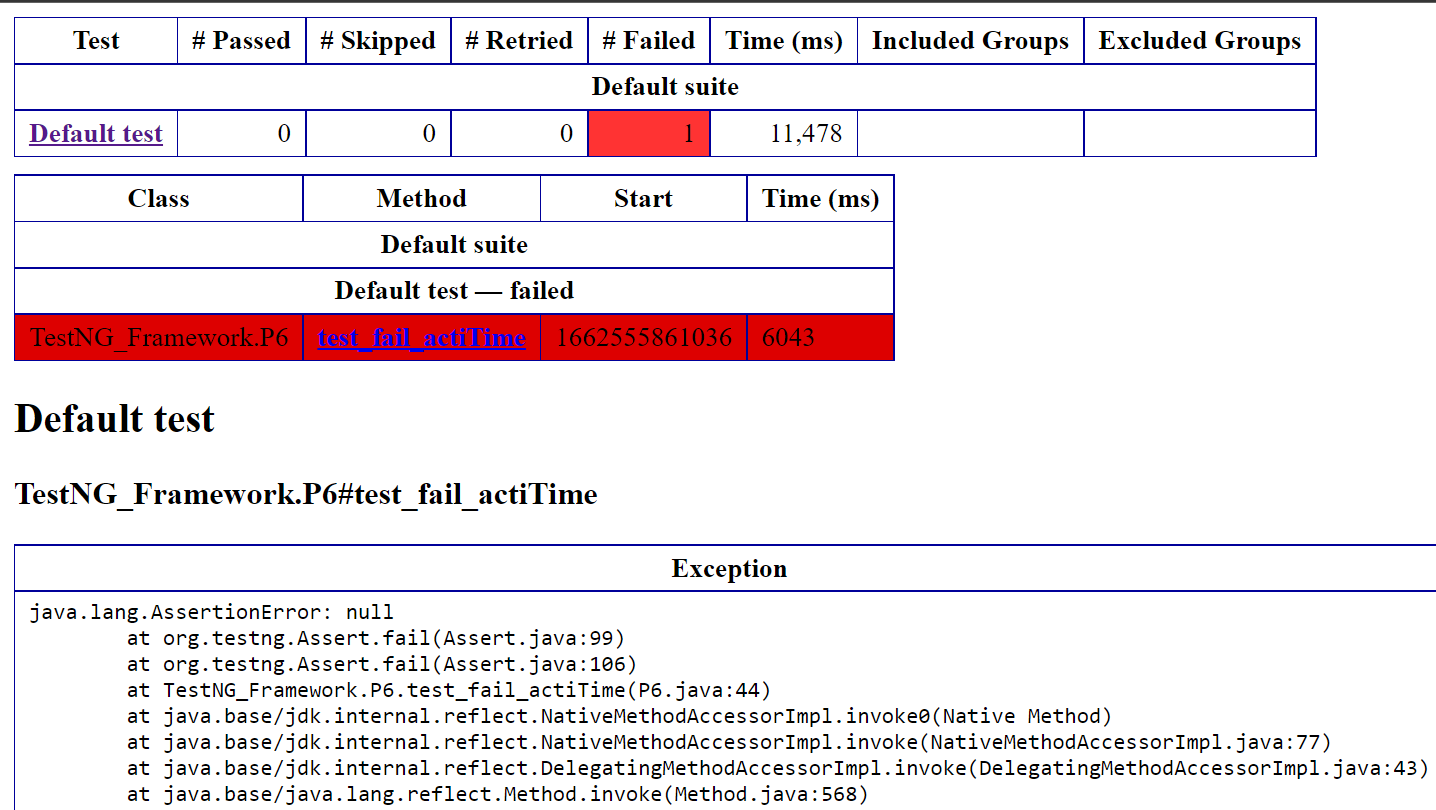 Test # Passed # Skipped # Retried # Failed Time (ms) Included Groups Excluded Groups
Default suite
Default test 0 0 0 1 11,478
Class Method Start Time (ms)
Default suite
Default test — failed
TestNG_Framework.P6 test_fail_actiTime 1662555861036 6043
Default test
TestNG_Framework.P6#test_fail_actiTime
Exception
java.lang.AssertionError: null
at org.testng.Assert.fail(Assert.java:99)
at org.testng.Assert.fail(Assert.java:106)
at TestNG_Framework.P6.test_fail_actiTime(P6.java:44)
at java.base/jdk.internal.reflect.NativeMethodAccessorImpl.invoke0(Native Method)
at java.base/jdk.internal.reflect.NativeMethodAccessorImpl.invoke(NativeMethodAccessorImpl.java:77)
at java.base/jdk.internal.reflect.DelegatingMethodAccessorImpl.invoke(DelegatingMethodAccessorImpl.java:43)
at java.base/java.lang.reflect.Method.invoke(Method.java:568)